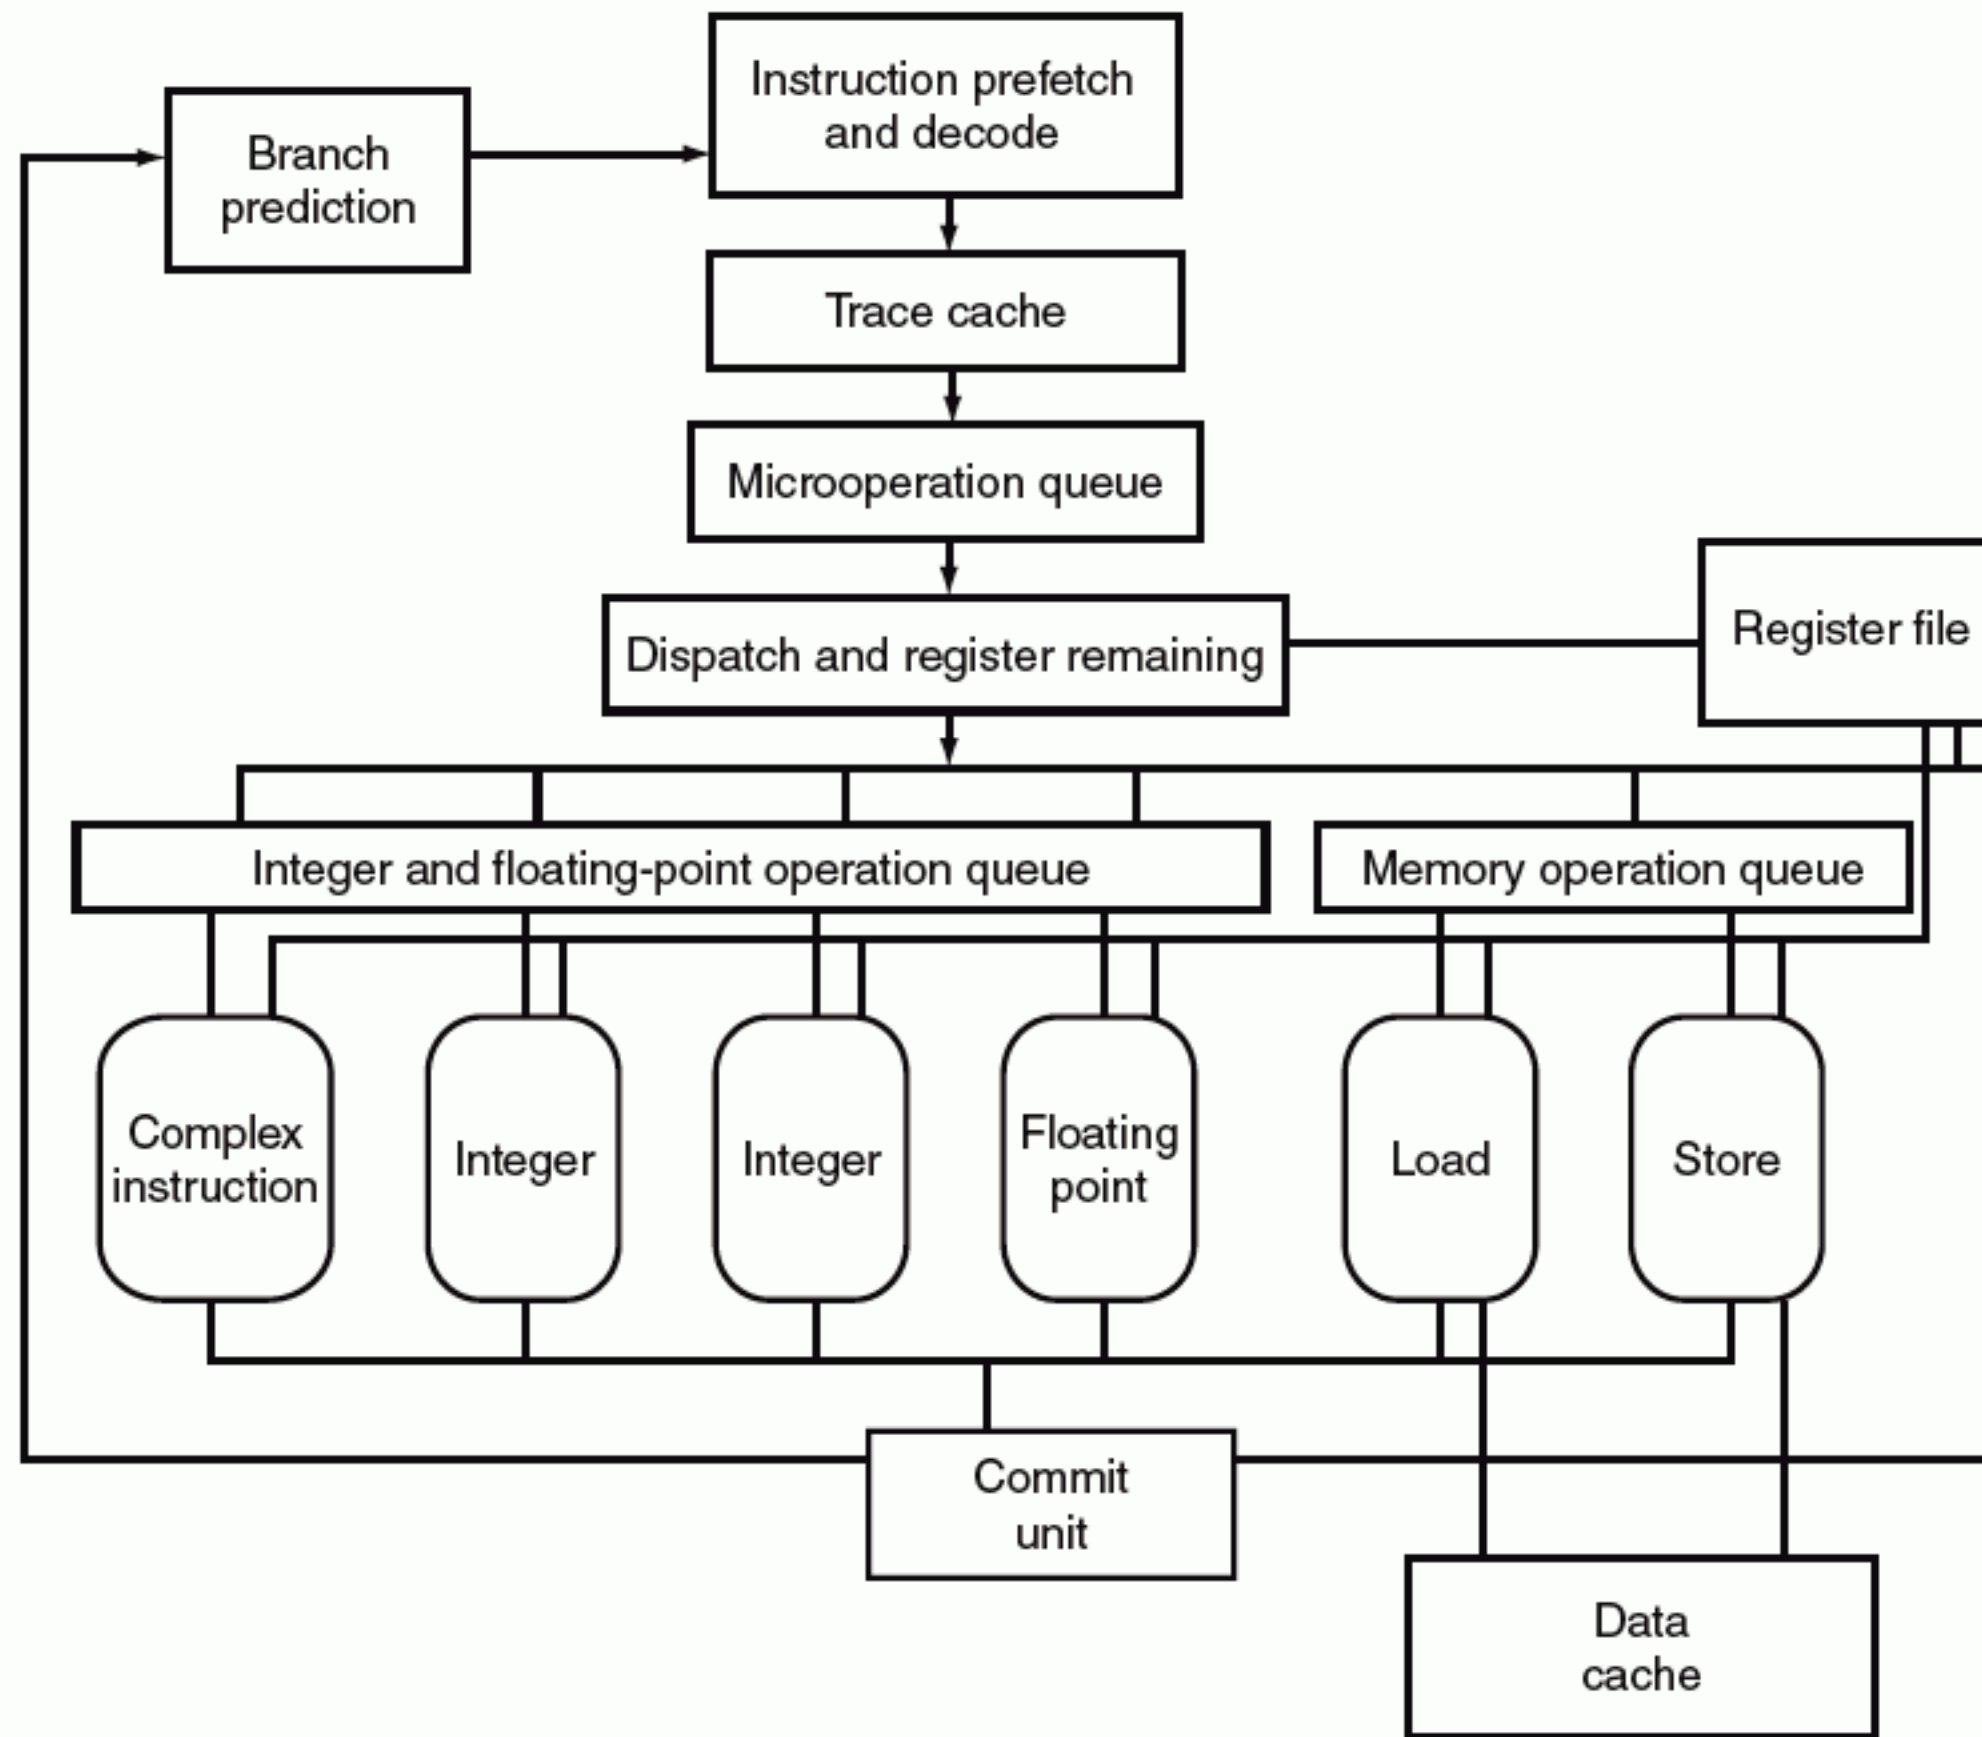 Instruction prefetch
and decode
Branch
prediction
Trace cache
Microoperation queue
Register file
Dispatch and register remaining
Integer and floating-point operation queue
Memory operation queue
Complex
instruction
Integer
Integer
Floating
point
Load
Store
Commit
unit
Data
cache